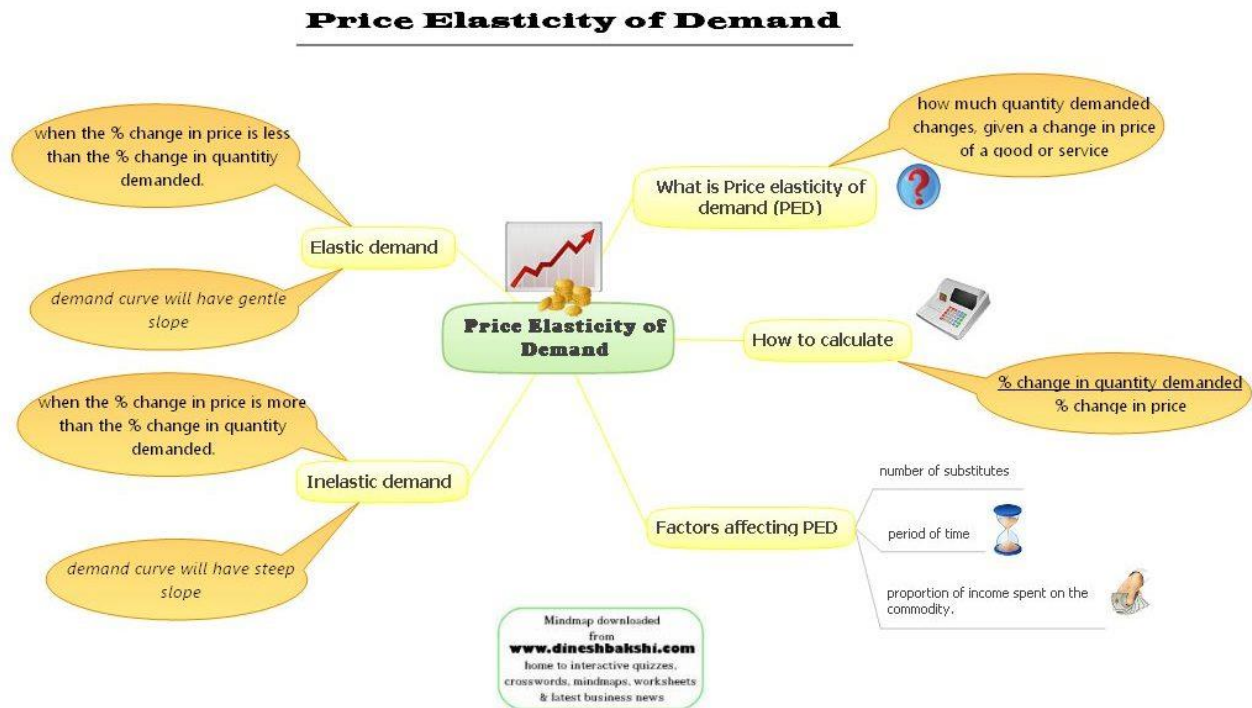 Price Elasticity of Demand
when the % change in price is less
than the % change in quantitiy
demanded.
Elastic demand
demand curve will have gentle
slope
when the % change in price is more
than the % change in quantity
demanded.
Inelastic demand
demand curve will have steep
slope
Price Elasticity of
Demand
how much quantity demanded
changes, given a change in price
of a good or service
What is Price elasticity of
demand (PED)
How to calculate
% change in quantity demanded
% change in price
Factors affecting PED
number of substitutes
period of time
proportion of income spent on the
commodity.
Mindmap downloaded
from
www.dineshbakshi.com
home to interactive quizzes,
crosswords, mindmaps, worksheets
& latest business news